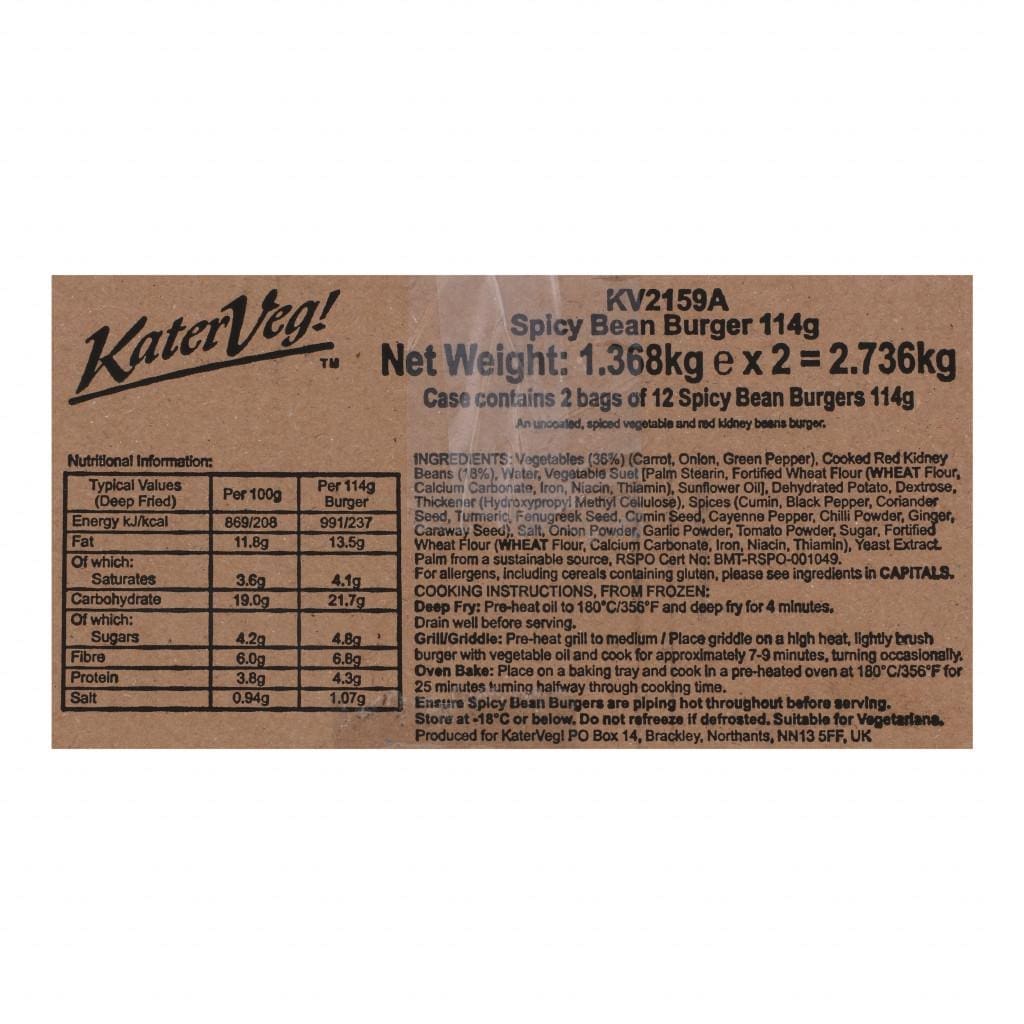 KaterVeg!
TM
KV2159A
Spicy Bean Burger 114g
Net Weight: 1.368kg e x 2 = 2.736kg
Case contains 2 bags of 12 Spicy Bean Burgers 114g
An uncoated, spiced vegetable and red kidney beans burger.
Nutritional Information:
Typical Values (Deep Fried) Per 100g Per 114g Burger
Energy kJ/kcal 869/208 991/237
Fat 11.8g 13.5g
Of which:
Saturates 3.6g 4.1g
Carbohydrate 19.0g 21.7g
Of which:
Sugars 4.2g 4.8g
Fibre 6.0g 6.8g
Protein 3.8g 4.3g
Salt 0.94g 1.07g
INGREDIENTS: Vegetables (36%) (Carrot, Onion, Green Pepper), Cooked Red Kidney
Beans (18%), Water, Vegetable Suet [Palm Stearin, Fortified Wheat Flour (WHEAT Flour,
Calcium Carbonate, Iron, Niacin, Thiamin), Sunflower Oil], Dehydrated Potato, Dextrose,
Thickener (Hydroxypropyl Methyl Cellulose), Spices (Cumin, Black Pepper, Coriander
Seed, Turmeric, Fenugreek Seed, Cumin Seed, Cayenne Pepper, Chilli Powder, Ginger,
Caraway Seed), Salt, Onion Powder, Garlic Powder, Tomato Powder, Sugar, Fortified
Wheat Flour (WHEAT Flour, Calcium Carbonate, Iron, Niacin, Thiamin), Yeast Extract.
Palm from a sustainable source, RSPO Cert No: BMT-RSPO-001049.
For allergens, including cereals containing gluten, please see ingredients in CAPITALS.
COOKING INSTRUCTIONS, FROM FROZEN:
Deep Fry: Pre-heat oil to 180°C/356°F and deep fry for 4 minutes.
Drain well before serving.
Grill/Griddle: Pre-heat grill to medium / Place griddle on a high heat, lightly brush
burger with vegetable oil and cook for approximately 7-9 minutes, turning occasionally.
Oven Bake: Place on a baking tray and cook in a pre-heated oven at 180°C/356°F for
25 minutes turning halfway through cooking time.
Ensure Spicy Bean Burgers are piping hot throughout before serving.
Store at -18°C or below. Do not refreeze if defrosted. Suitable for Vegetarians.
Produced for KaterVeg! PO Box 14, Brackley, Northants, NN13 5FF, UK